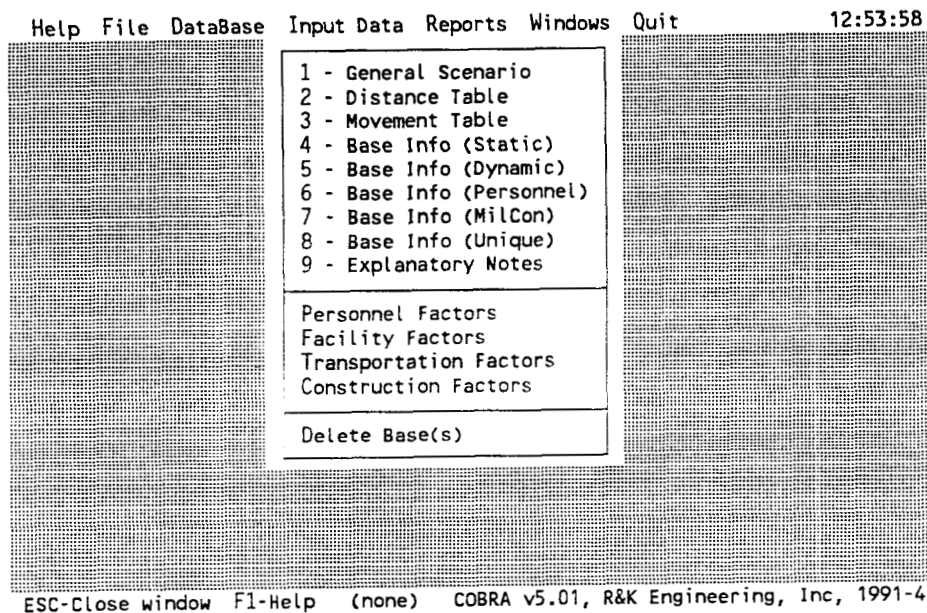 Help File DataBase Input Data Reports Windows Quit 12:53:58
1 - General Scenario
2 - Distance Table
3 - Movement Table
4 - Base Info (Static)
5 - Base Info (Dynamic)
6 - Base Info (Personnel)
7 - Base Info (MilCon)
8 - Base Info (Unique)
9 - Explanatory Notes
Personnel Factors
Facility Factors
Transportation Factors
Construction Factors
Delete Base(s)
ESC-Close window F1-Help (none) COBRA v5.01, R&K Engineering, Inc, 1991-4